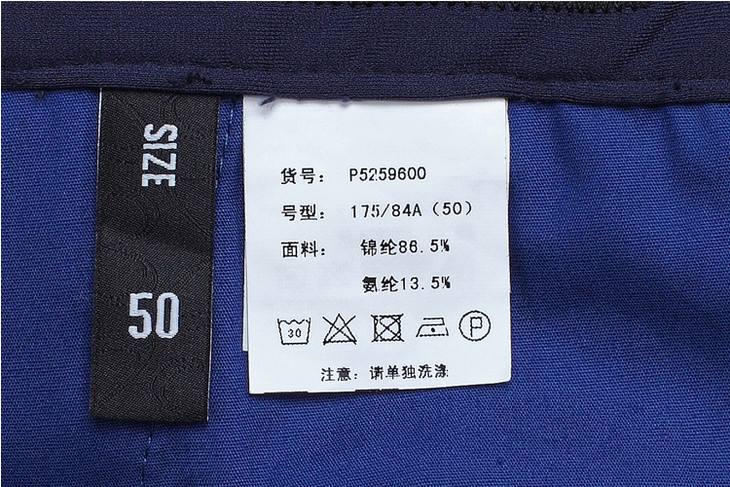 SIZE
50
货号: P5259600
号型: 175/84A (50)
面料: 锦纶86.5%
氨纶13.5%
30
P
注意: 请单独洗涤